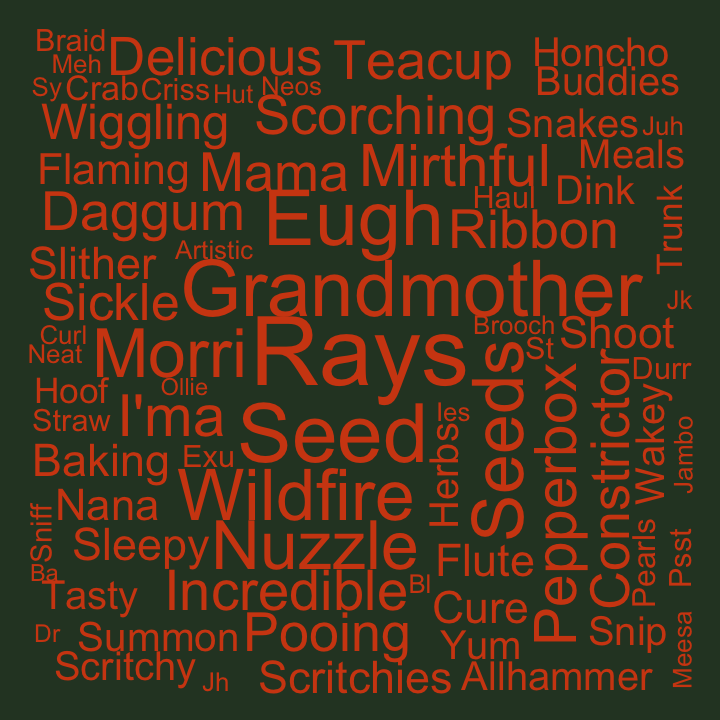 Braid
Delicious
Teacup
Honcho
Meh
Buddies
Sy
Crab
Criss
Hut
Neos
Wiggling
Scorching
Snakes
Juh
Flaming
Mama
Mirthful
Meals
Daggum
Eugh
Haul
Dink
Ribbon
Trunk
Artistic
Slither
Grandmother
Sickle
Jk
Curl
Neat
Morri
Rays
Brooch
St
Shoot
Hoof
Ollie
Durr
Straw
I'ma
Seed
Ies
Seeds
Pepperbox
Constrictor
Wakey
Jambo
Baking
Exu
Herbs
Nana
Wildfire
Sniff
Sleepy
Nuzzle
Flute
Pearls
Psst
Ba
Tasty
Incredible
Bl
Cure
Dr
Summon
Pooing
Yum
Snip
Meesa
Scritchy
Jh
Scritchies
Allhammer